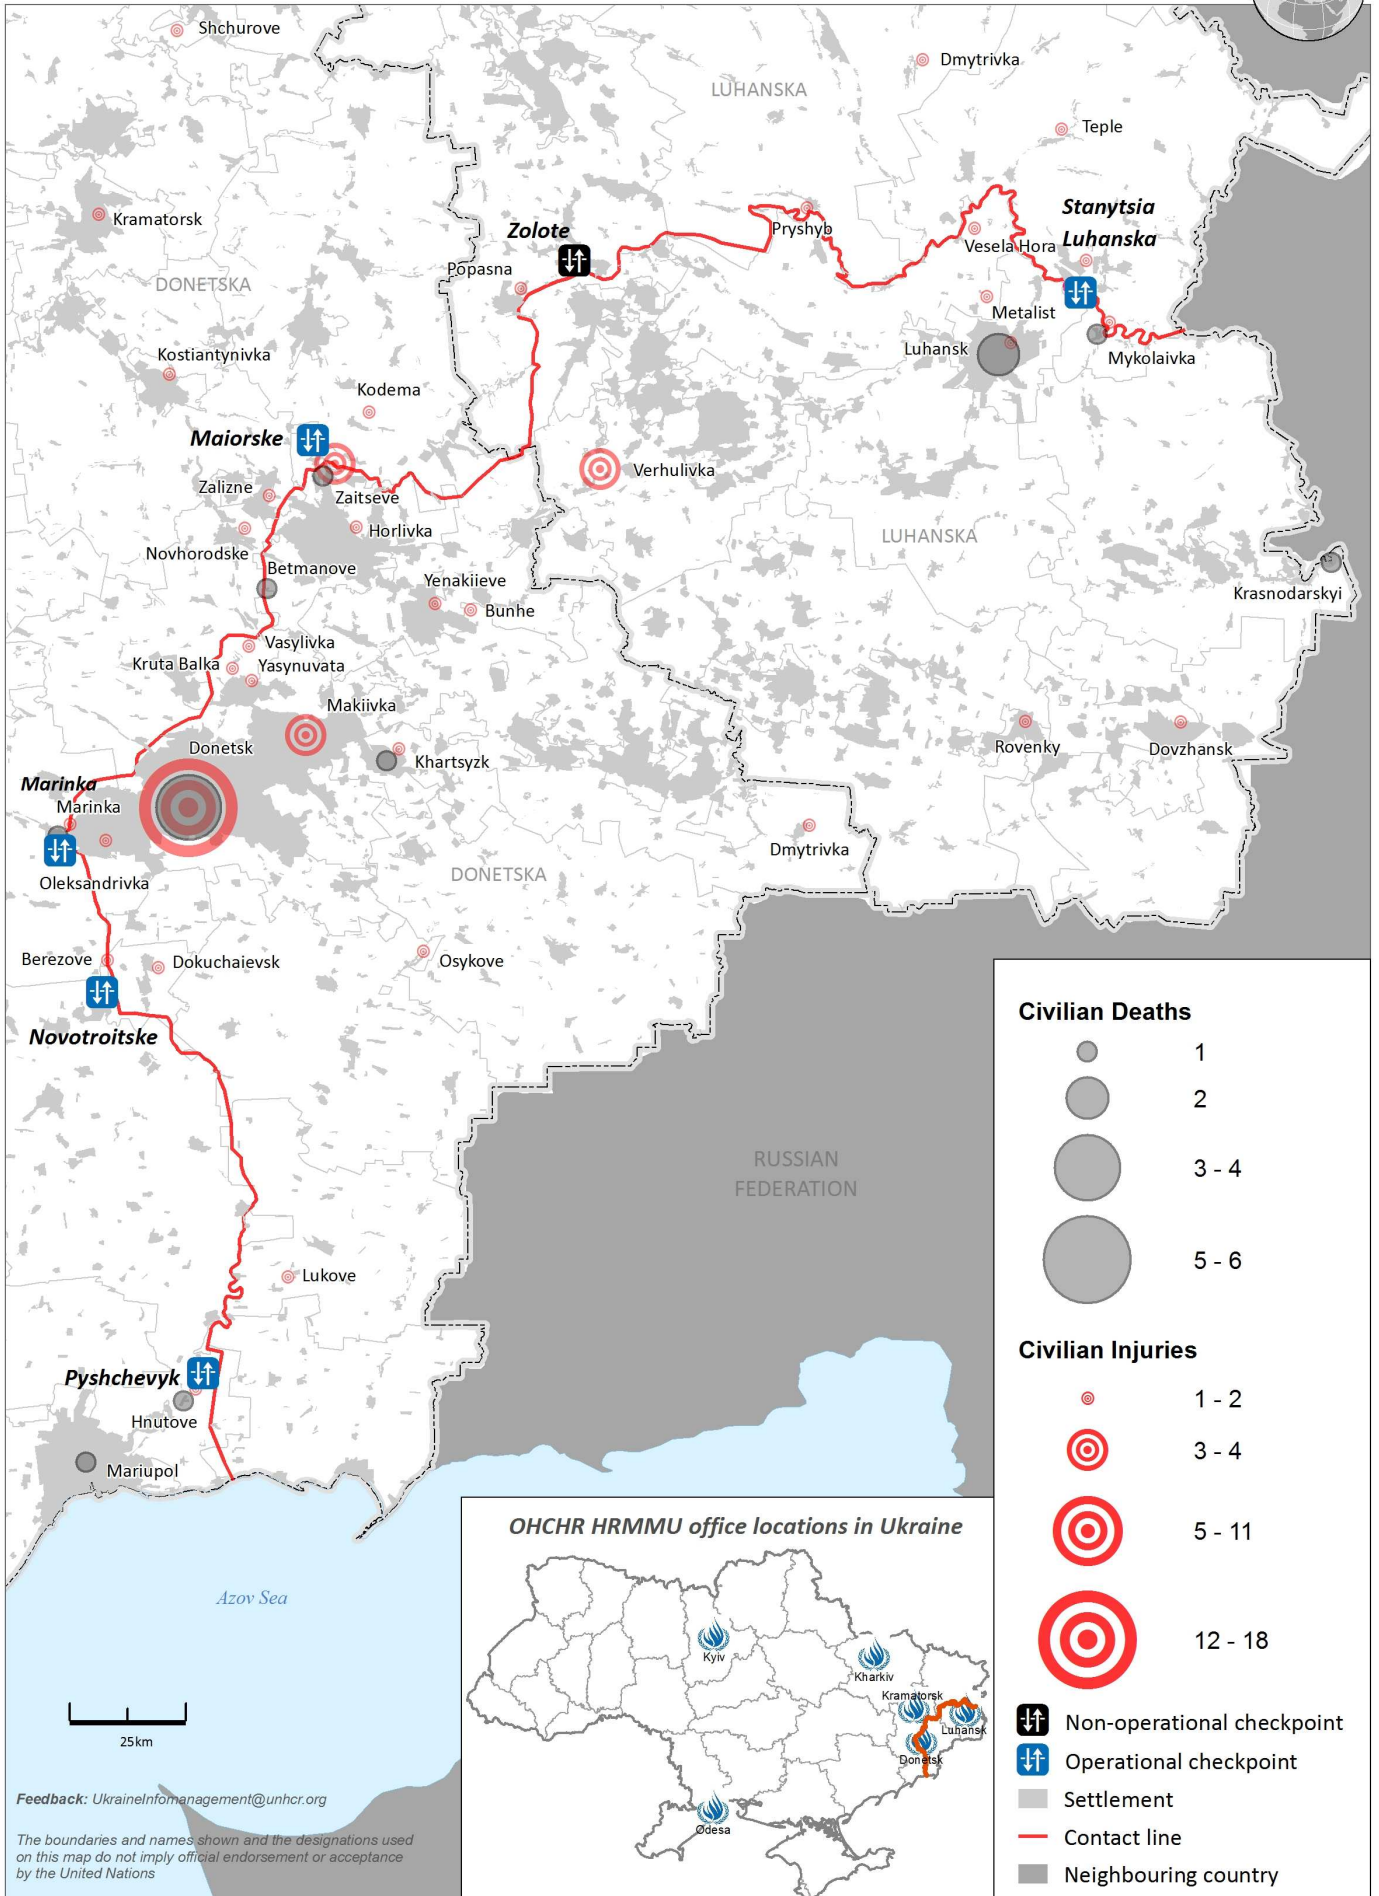 Shchurove
Dmytrivka
LUHANSKA
Teple
Kramatorsk
Zolote
Pryshyb
Stanytsia
Luhanska
Vesela Hora
Popasna
DONETSKA
Metalist
Luhansk
Mykolaivka
Kostiantynivka
Kodema
Maiorske
Verhulivka
Zalizne
Zaitseve
Horlivka
Novhorodske
LUHANSKA
Betmanove
Yenakiieve
Bunhe
Krasnodarskyi
Vasylivka
Kruta Balka
Yasynuvata
Makiivka
Donetsk
Khartsyzk
Rovenky
Dovzhansk
Marinka
Marinka
Dmytrivka
Oleksandrivka
DONETSKA
Berezove
Dokuchaievsk
Osykove
Novotroitske
RUSSIAN
FEDERATION
Lukove
Pyshchevyk
Hnutove
Mariupol
Azov Sea
25km
Feedback: UkraineInfomanagement@unhcr.org
The boundaries and names shown and the designations used
on this map do not imply official endorsement or acceptance
by the United Nations
OHCHR HRMMU office locations in Ukraine
Kyiv
Kharkiv
Kramatorsk
Luhansk
Donetsk
Odesa
Civilian Deaths
1
2
3 - 4
5 - 6
Civilian Injuries
1 - 2
3 - 4
5 - 11
12 - 18
Non-operational checkpoint
Operational checkpoint
Settlement
Contact line
Neighbouring country